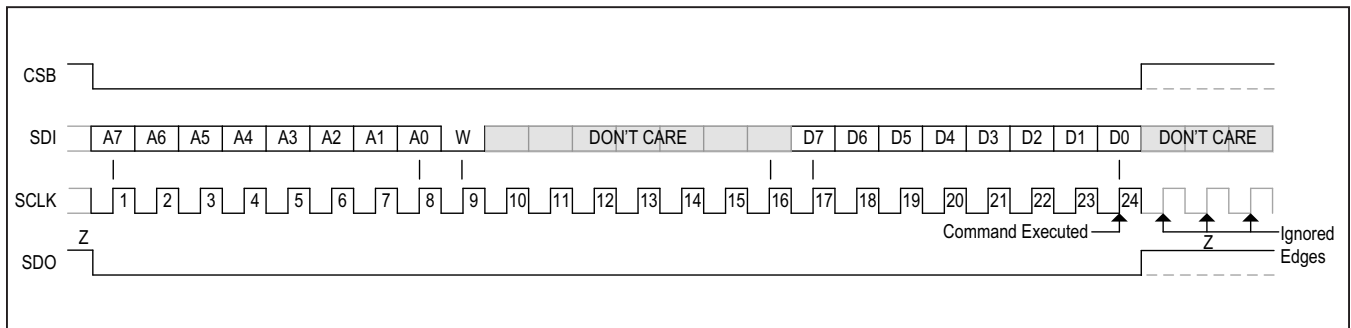 CSB
SDI A7 A6 A5 A4 A3 A2 A1 A0 W DON'T CARE D7 D6 D5 D4 D3 D2 D1 D0 DON'T CARE
SCLK 1 2 3 4 5 6 7 8 9 10 11 12 13 14 15 16 17 18 19 20 21 22 23 24
Command Executed Ignored
Z Z Edges
SDO